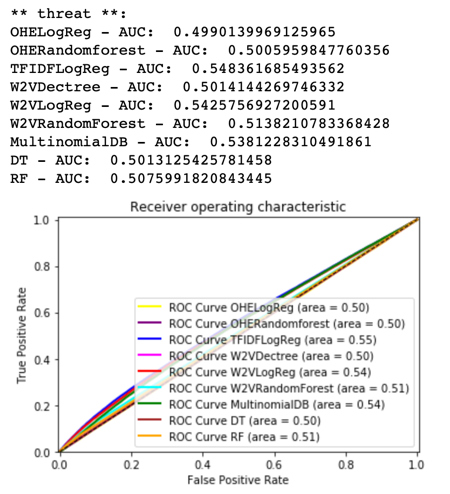 ** threat **:
OHELogReg - AUC: 0.4990139969125965
OHERandomforest - AUC: 0.5005959847760356
TFIDFLogReg - AUC: 0.548361685493562
W2VDectree - AUC: 0.5014144269746332
W2VLogReg - AUC: 0.5425756927200591
W2VRandomForest - AUC: 0.5138210783368428
MultinomialDB - AUC: 0.5381228310491861
DT - AUC: 0.5013125425781458
RF - AUC: 0.5075991820843445
Receiver operating characteristic
True Positive Rate
1.0
0.8
0.6
0.4
0.2
0.0
ROC Curve OHELogReg (area = 0.50)
ROC Curve OHERandomforest (area = 0.50)
ROC Curve TFIDFLogReg (area = 0.55)
ROC Curve W2VDectree (area = 0.50)
ROC Curve W2VLogReg (area = 0.54)
ROC Curve W2VRandomForest (area = 0.51)
ROC Curve MultinomialDB (area = 0.54)
ROC Curve DT (area = 0.50)
ROC Curve RF (area = 0.51)
0.0 0.2 0.4 0.6 0.8 1.0
False Positive Rate